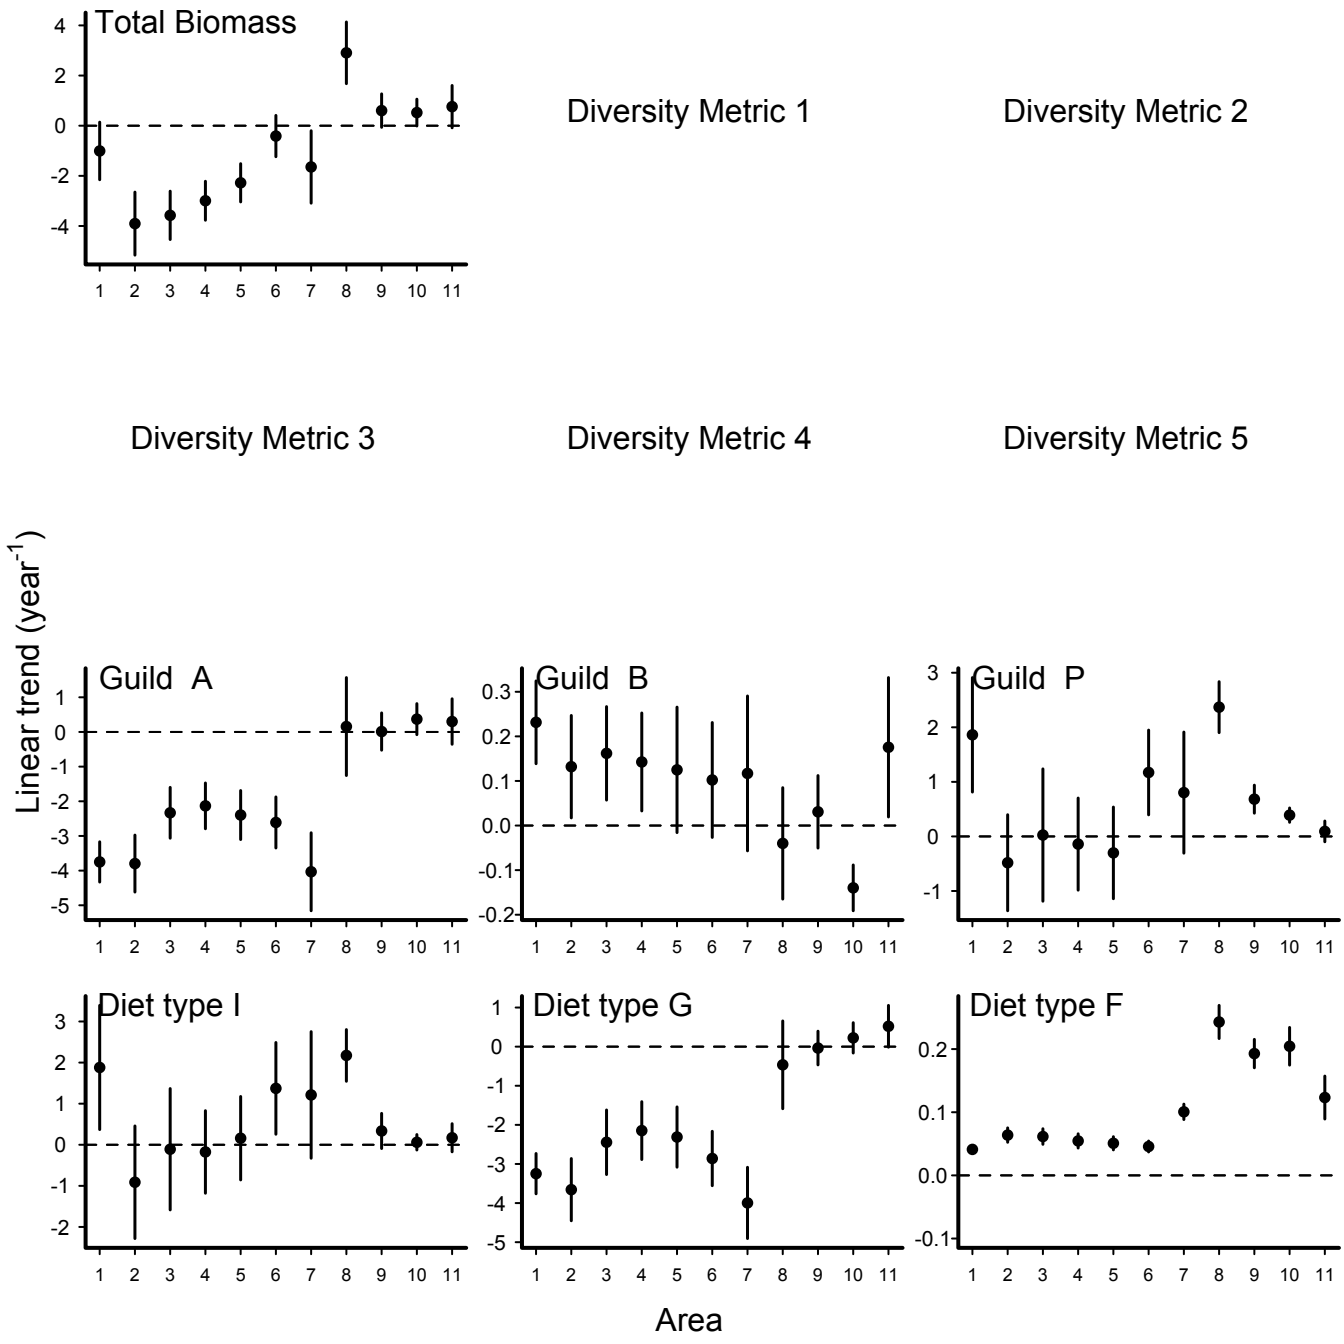 Total Biomass
4
2
0
-2
-4
1 2 3 4 5 6 7 8 9 10 11
Diversity Metric 1
Diversity Metric 2
Diversity Metric 3
Diversity Metric 4
Diversity Metric 5
Linear trend (year-1)
Guild A
1
0
-1
-2
-3
-4
-5
1 2 3 4 5 6 7 8 9 10 11
Guild B
0.3
0.2
0.1
0.0
-0.1
-0.2
1 2 3 4 5 6 7 8 9 10 11
Guild P
3
2
1
0
-1
1 2 3 4 5 6 7 8 9 10 11
Diet type I
3
2
1
0
-1
-2
1 2 3 4 5 6 7 8 9 10 11
Diet type G
1
0
-1
-2
-3
-4
-5
1 2 3 4 5 6 7 8 9 10 11
Diet type F
0.2
0.1
0.0
-0.1
1 2 3 4 5 6 7 8 9 10 11
Area